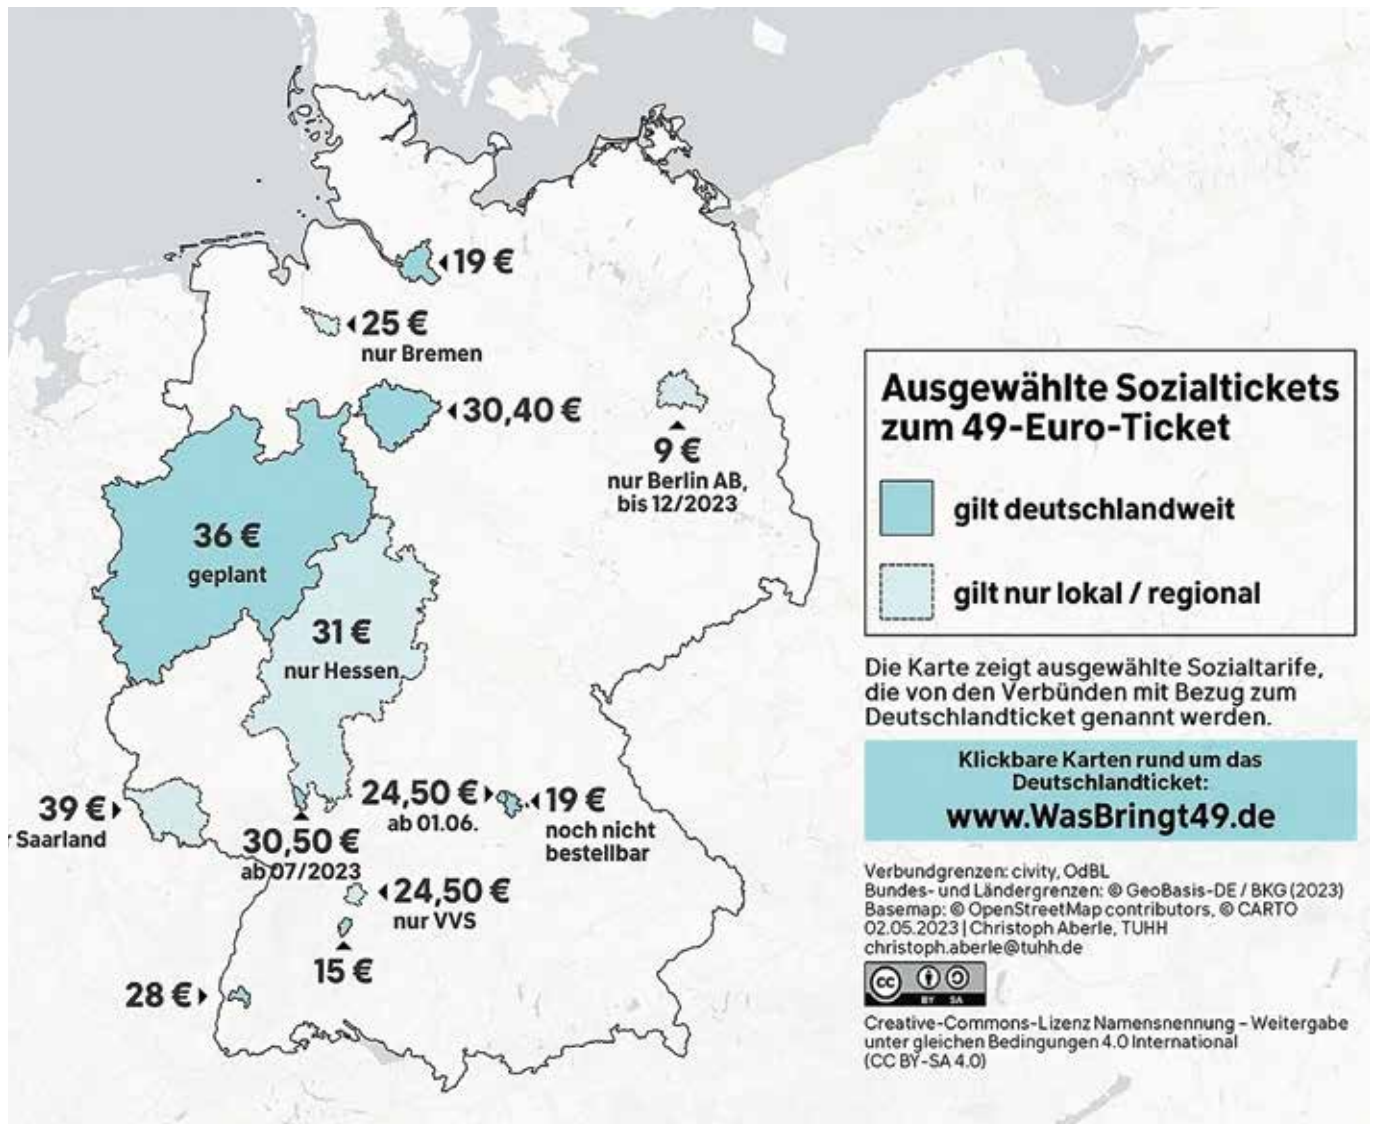 19 €
25 €
nur Bremen
30,40 €
9 €
nur Berlin AB,
bis 12/2023
36 €
geplant
31 €
nur Hessen
39 €
r Saarland
30,50 €
ab 07/2023
24,50 €
ab 01.06.
19 €
noch nicht
bestellbar
24,50 €
nur VVS
15 €
28 €
Ausgewählte Sozialtickets
zum 49-Euro-Ticket
gilt deutschlandweit
gilt nur lokal / regional
Die Karte zeigt ausgewählte Sozialtarife,
die von den Verbünden mit Bezug zum
Deutschlandticket genannt werden.
Klickbare Karten rund um das
Deutschlandticket:
www.WasBringt49.de
Verbundgrenzen: civity, OdBL
Bundes- und Ländergrenzen: © GeoBasis-DE / BKG (2023)
Basemap: © OpenStreetMap contributors, © CARTO
02.05.2023 | Christoph Aberle, TUHH
christoph.aberle@tuhh.de
CC BY SA
Creative-Commons-Lizenz Namensnennung – Weitergabe
unter gleichen Bedingungen 4.0 International
(CC BY-SA 4.0)